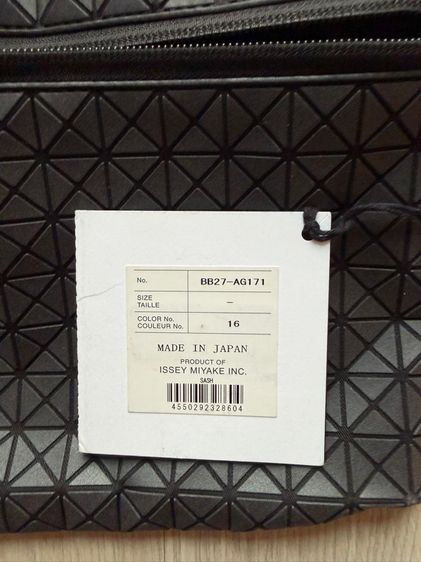 No. BB27-AG171
SIZE
TAILLE –
COLOR No.
COULEUR No. 16
MADE IN JAPAN
PRODUCT OF
ISSEY MIYAKE INC.
SASH
4550292328604